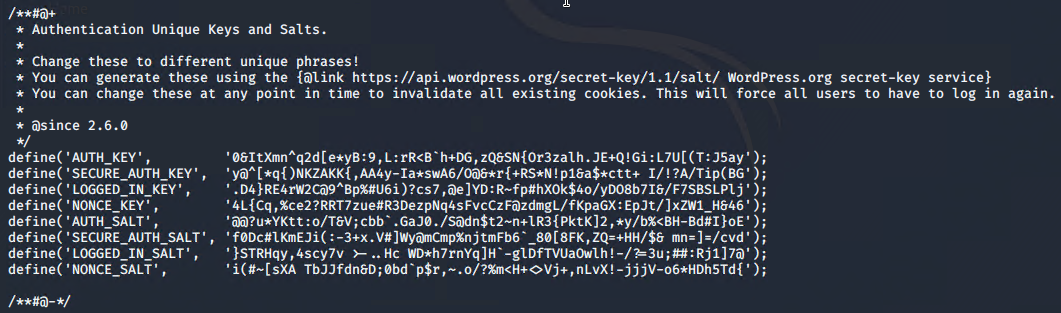 /**#@+
 * Authentication Unique Keys and Salts.
 *
 * Change these to different unique phrases!
 * You can generate these using the {@link https://api.wordpress.org/secret-key/1.1/salt/ WordPress.org secret-key service}
 * You can change these at any point in time to invalidate all existing cookies. This will force all users to have to log in again.
 *
 * @since 2.6.0
 */
define('AUTH_KEY',         '0&ItXmn^q2d[e*yB:9,L:rR<B`h+DG,zQ&SN{Or3zalh.JE+Q!Gi:L7U[(T:J5ay');
define('SECURE_AUTH_KEY',  'y@^[*q{)NKZAKK{,AA4y-Ia*swA6/O@&*r{+RS*N!p1&a$*ctt+ I/!?A/Tip(BG)
define('LOGGED_IN_KEY',    '.D4}RE4rW2C@9^Bp%#U6i)?cs7,@e]YD:R~fp#hXOk$4o/yDO8b7I&/F7SBSLPlj');
define('NONCE_KEY',        '4L{Cq,%ce2?RRT7zue#R3DezpNq4sFvcCzF@zdmgL/fKpaGX:EpJt/]xZW1_H&46');
define('AUTH_SALT',        '@@?u*YKtt:o/T&V;cbb`.GaJ0./S@dn$t2~n+lR3{PktK]2,*y/b%<BH-Bd#I}oE');
define('SECURE_AUTH_SALT', 'f0Dc#lKmEJi(:-3+x.V#]Wy@mCmp%njtmFb6`_80[8FK,ZQ=+HH/$& mn=]=/cvd');
define('LOGGED_IN_SALT',   '}STRHqy,4scy7v >-..Hc WD*h7rnYq]H`-glDfTVUaOwlh!-/?=3u;##:Rj1]7@');
define('NONCE_SALT',       'i(#~[sXA TbJJfdn&D;0bd`p$r,~.o/?%m<H+<>Vj+,nLvX!-jjjV-o6*HDh5Td{');

/**#@-*/